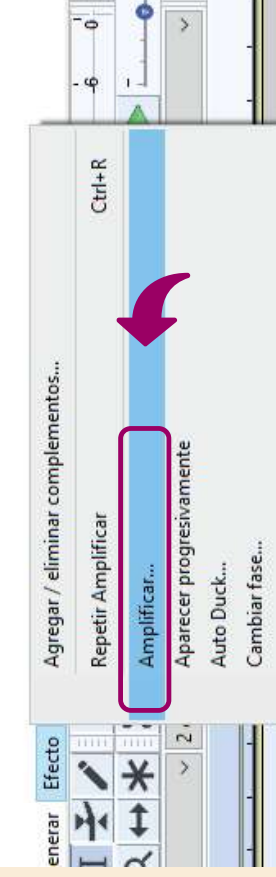 enerar Efecto
-6 0
Agregar / eliminar complementos...
Repetir Amplificar Ctrl+R
Amplificar...
Aparecer progresivamente
Auto Duck...
Cambiar fase...
2